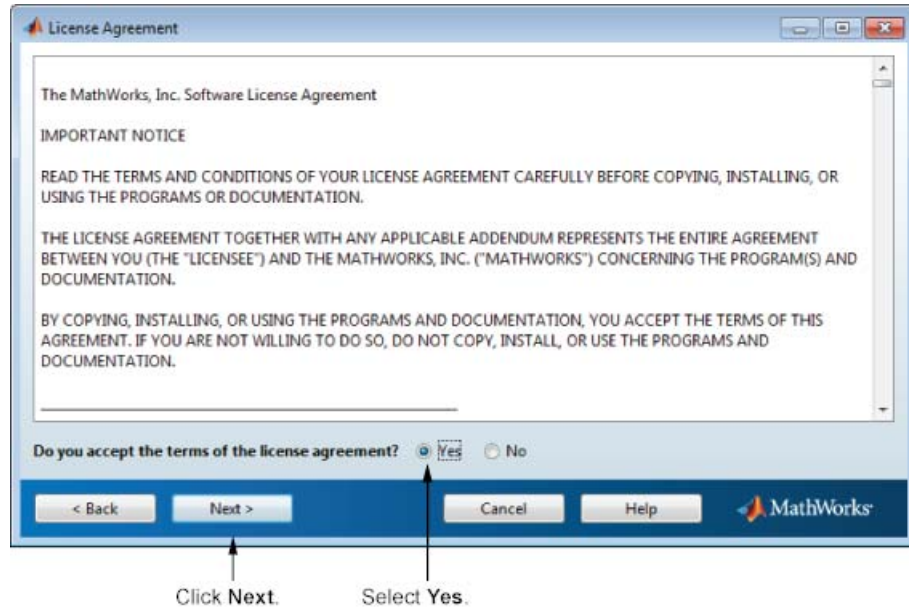 License Agreement
The MathWorks, Inc. Software License Agreement
IMPORTANT NOTICE
READ THE TERMS AND CONDITIONS OF YOUR LICENSE AGREEMENT CAREFULLY BEFORE COPYING, INSTALLING, OR
USING THE PROGRAMS OR DOCUMENTATION.
THE LICENSE AGREEMENT TOGETHER WITH ANY APPLICABLE ADDENDUM REPRESENTS THE ENTIRE AGREEMENT
BETWEEN YOU (THE "LICENSEE") AND THE MATHWORKS, INC. ("MATHWORKS") CONCERNING THE PROGRAM(S) AND
DOCUMENTATION.
BY COPYING, INSTALLING, OR USING THE PROGRAMS AND DOCUMENTATION, YOU ACCEPT THE TERMS OF THIS
AGREEMENT. IF YOU ARE NOT WILLING TO DO SO, DO NOT COPY, INSTALL, OR USE THE PROGRAMS AND
DOCUMENTATION.
Do you accept the terms of the license agreement? Yes No
< Back Next > Cancel Help MathWorks
Click Next. Select Yes.